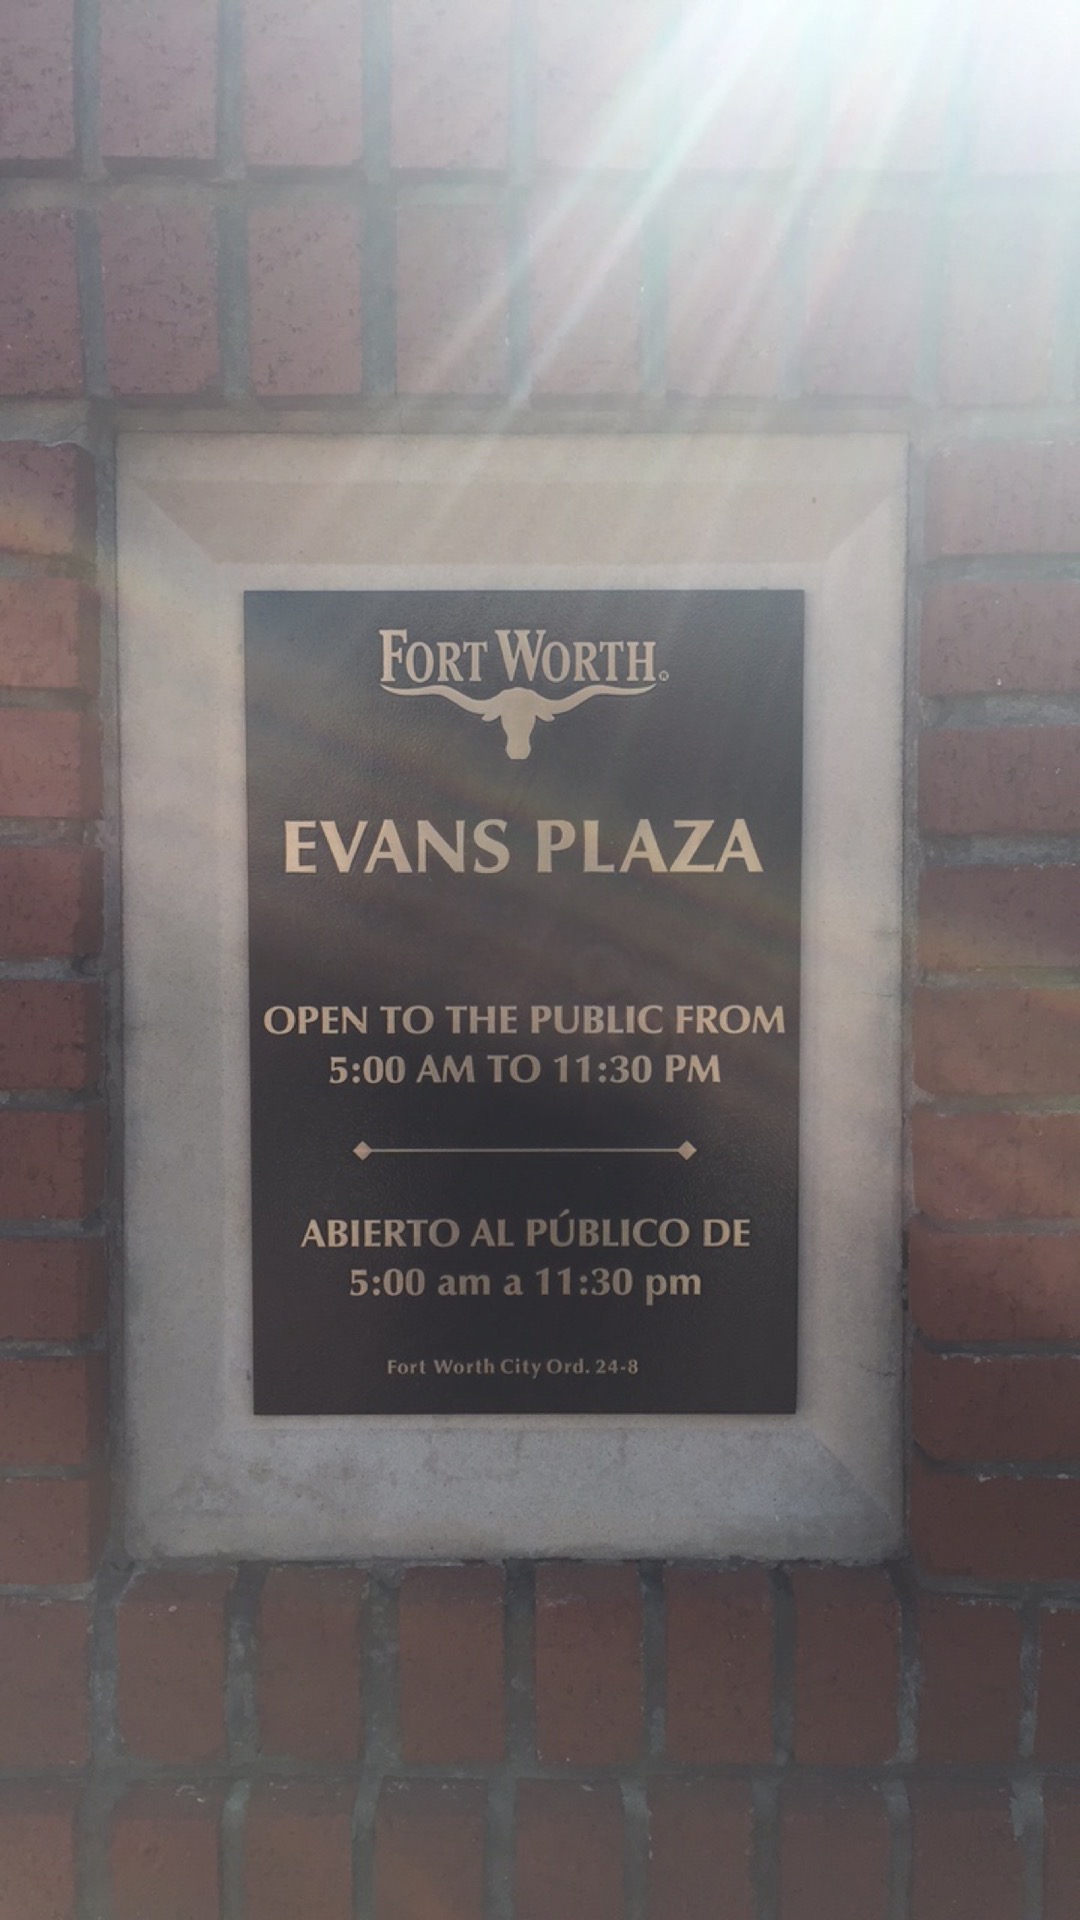 FORT WORTH®
EVANS PLAZA
OPEN TO THE PUBLIC FROM
5:00 AM TO 11:30 PM
ABIERTO AL PÚBLICO DE
5:00 am a 11:30 pm
Fort Worth City Ord. 24-8